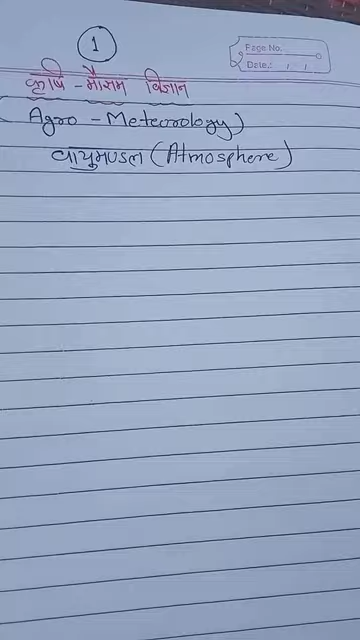 1
Page No.
Date.: / /
कृषि - मौसम विज्ञान
(Agro - Meteorology)
वायुमण्डल (Atmosphere)